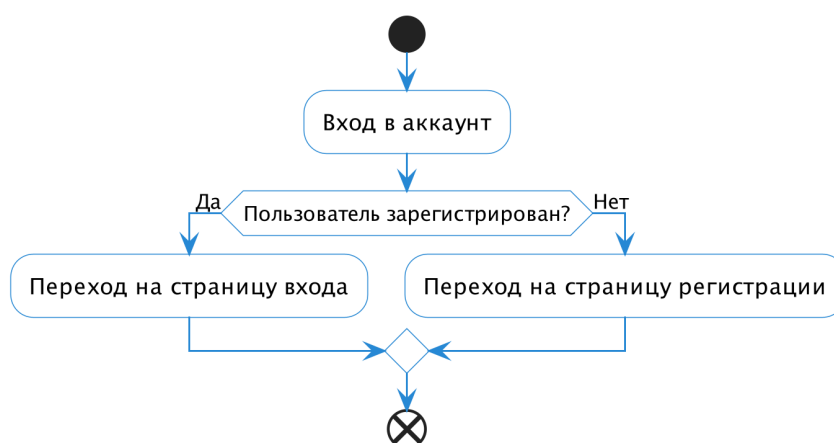 Вход в аккаунт
Да
Пользователь зарегистрирован?
Нет
Переход на страницу входа
Переход на страницу регистрации